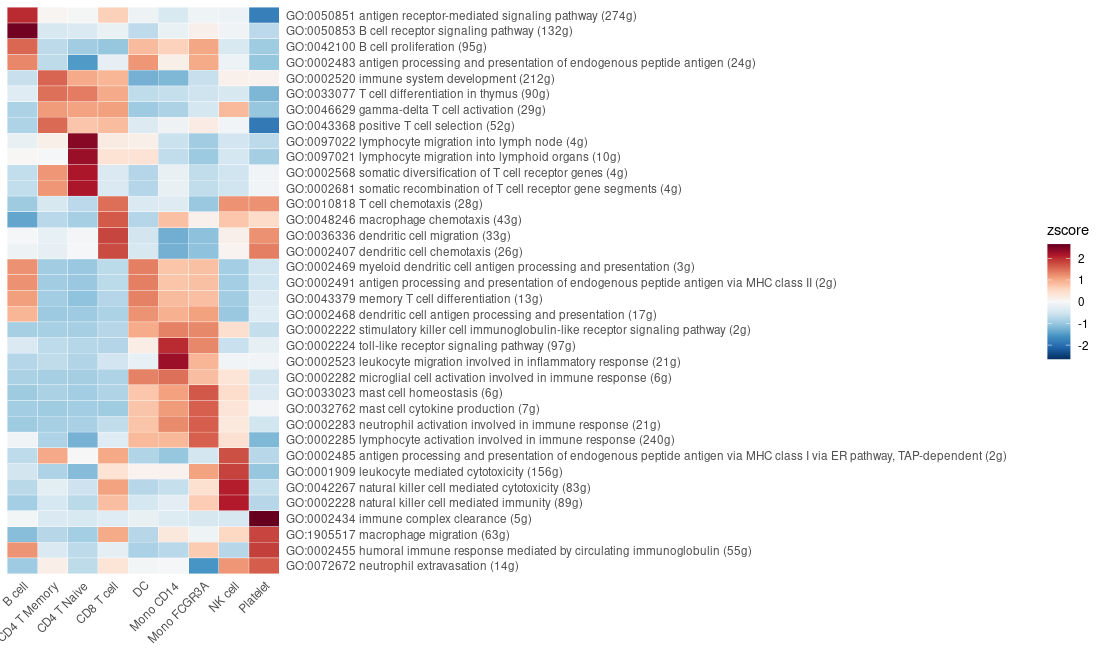 GO:0050851 antigen receptor-mediated signaling pathway (274g)
GO:0050853 B cell receptor signaling pathway (132g)
GO:0042100 B cell proliferation (95g)
GO:0002483 antigen processing and presentation of endogenous peptide antigen (24g)
GO:0002520 immune system development (212g)
GO:0033077 T cell differentiation in thymus (90g)
GO:0046629 gamma-delta T cell activation (29g)
GO:0043368 positive T cell selection (52g)
GO:0097022 lymphocyte migration into lymph node (4g)
GO:0097021 lymphocyte migration into lymphoid organs (10g)
GO:0002568 somatic diversification of T cell receptor genes (4g)
GO:0002681 somatic recombination of T cell receptor gene segments (4g)
GO:0010818 T cell chemotaxis (28g)
GO:0048246 macrophage chemotaxis (43g)
GO:0036336 dendritic cell migration (33g)
GO:0002407 dendritic cell chemotaxis (26g)
GO:0002469 myeloid dendritic cell antigen processing and presentation (3g)
GO:0002491 antigen processing and presentation of endogenous peptide antigen via MHC class II (2g)
GO:0043379 memory T cell differentiation (13g)
GO:0002468 dendritic cell antigen processing and presentation (17g)
GO:0002222 stimulatory killer cell immunoglobulin-like receptor signaling pathway (2g)
GO:0002224 toll-like receptor signaling pathway (97g)
GO:0002523 leukocyte migration involved in inflammatory response (21g)
GO:0002282 microglial cell activation involved in immune response (6g)
GO:0033023 mast cell homeostasis (6g)
GO:0032762 mast cell cytokine production (7g)
GO:0002283 neutrophil activation involved in immune response (21g)
GO:0002285 lymphocyte activation involved in immune response (240g)
GO:0002485 antigen processing and presentation of endogenous peptide antigen via MHC class I via ER pathway, TAP-dependent (2g)
GO:0001909 leukocyte mediated cytotoxicity (156g)
GO:0042267 natural killer cell mediated cytotoxicity (83g)
GO:0002228 natural killer cell mediated immunity (89g)
GO:0002434 immune complex clearance (5g)
GO:1905517 macrophage migration (63g)
GO:0002455 humoral immune response mediated by circulating immunoglobulin (55g)
GO:0072672 neutrophil extravasation (14g)
B cell
CD4 T Memory
CD4 T Naive
CD8 T cell
DC
Mono CD14
Mono FCGR3A
NK cell
Platelet
zscore
2
1
0
-1
-2